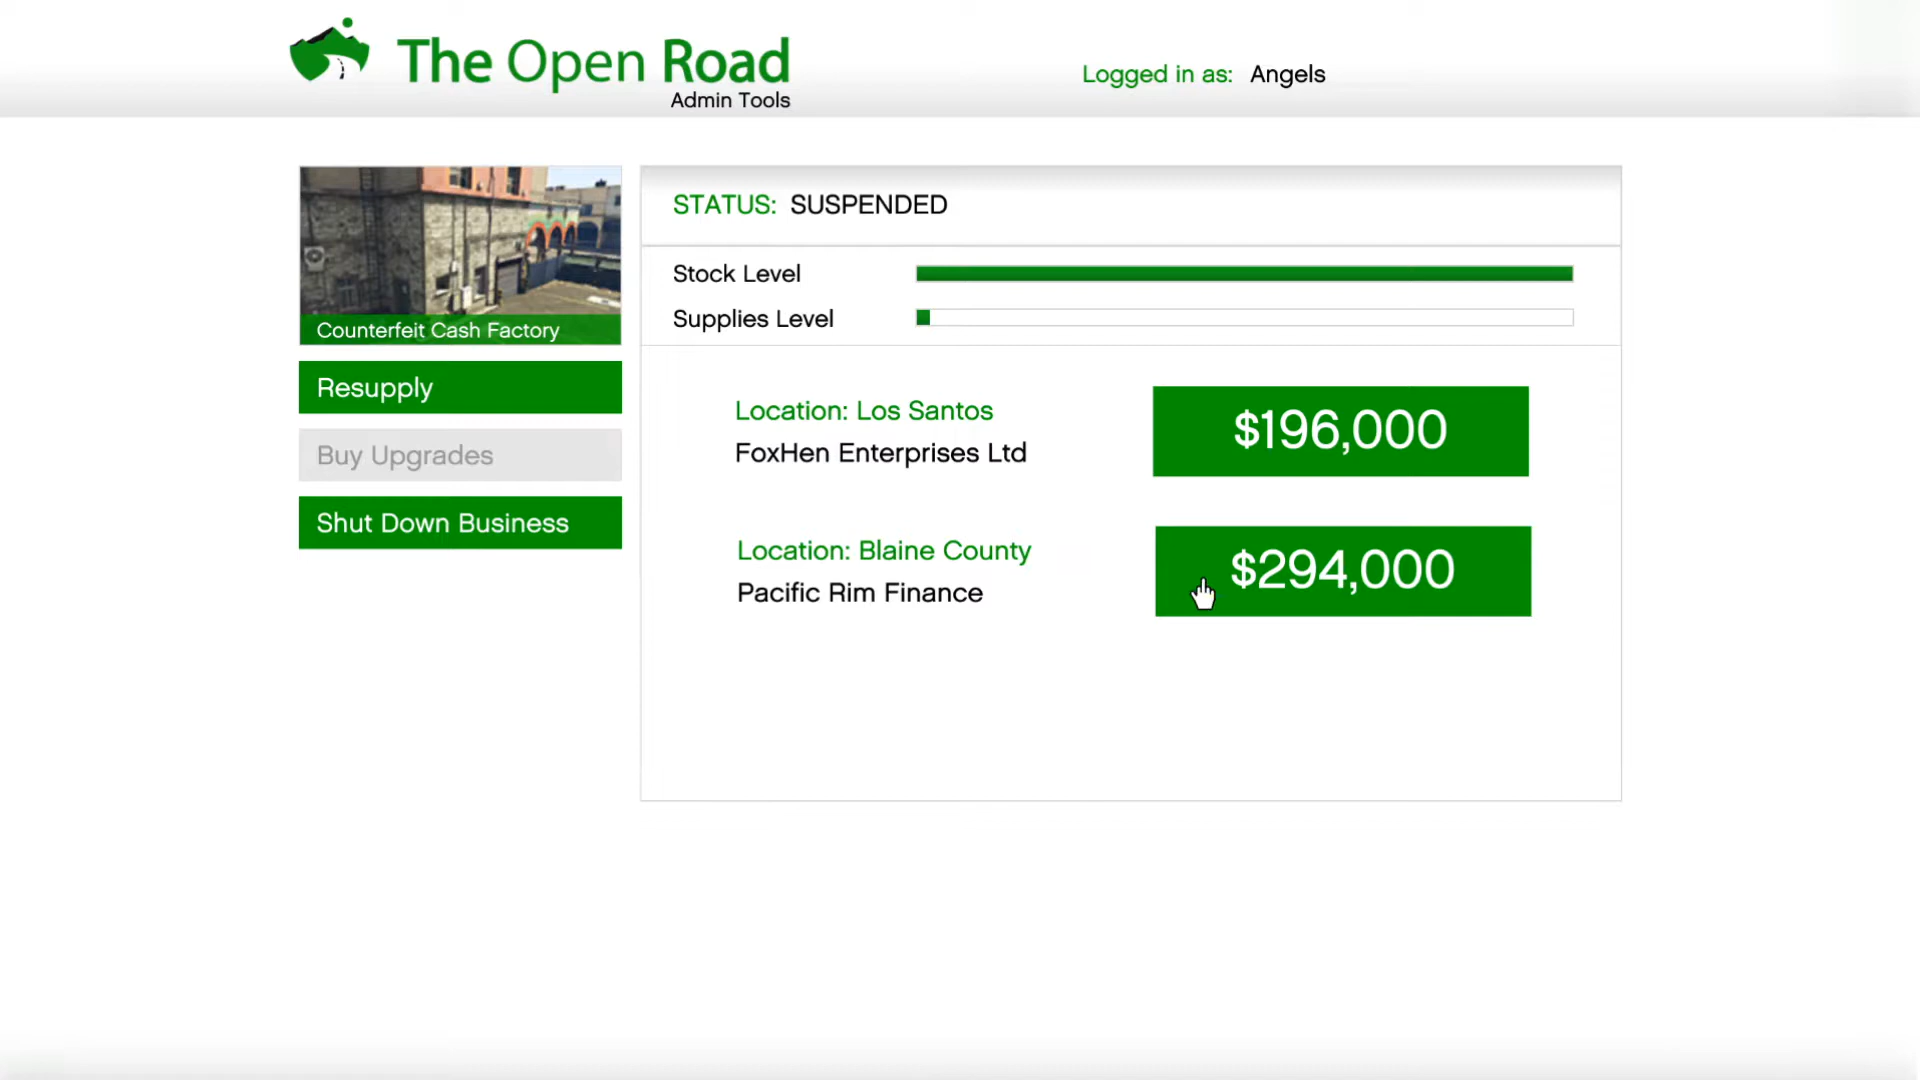 The Open Road
Admin Tools
Logged in as: Angels
Counterfeit Cash Factory
Resupply
Buy Upgrades
Shut Down Business
STATUS: SUSPENDED
Stock Level
Supplies Level
Location: Los Santos
FoxHen Enterprises Ltd
$196,000
Location: Blaine County
Pacific Rim Finance
$294,000